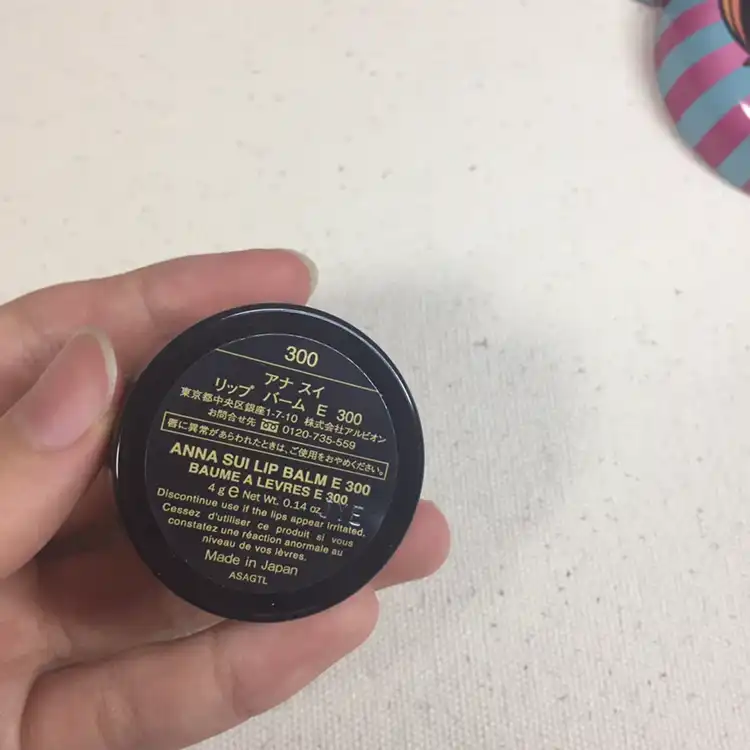 300
アナ スイ
リップ バーム E 300
東京都中央区銀座1-7-10 株式会社アルビオン
お問合せ先 0120-735-559
唇に異常があらわれたときは、ご使用をおやめください。
ANNA SUI LIP BALM E 300
BAUME A LEVRES E 300
4 g e Net Wt. 0.14 oz.
Discontinue use if the lips appear irritated.
Cessez d'utiliser ce produit si vous
constatez une réaction anormale au
niveau de vos lèvres.
Made in Japan
ASAGTL